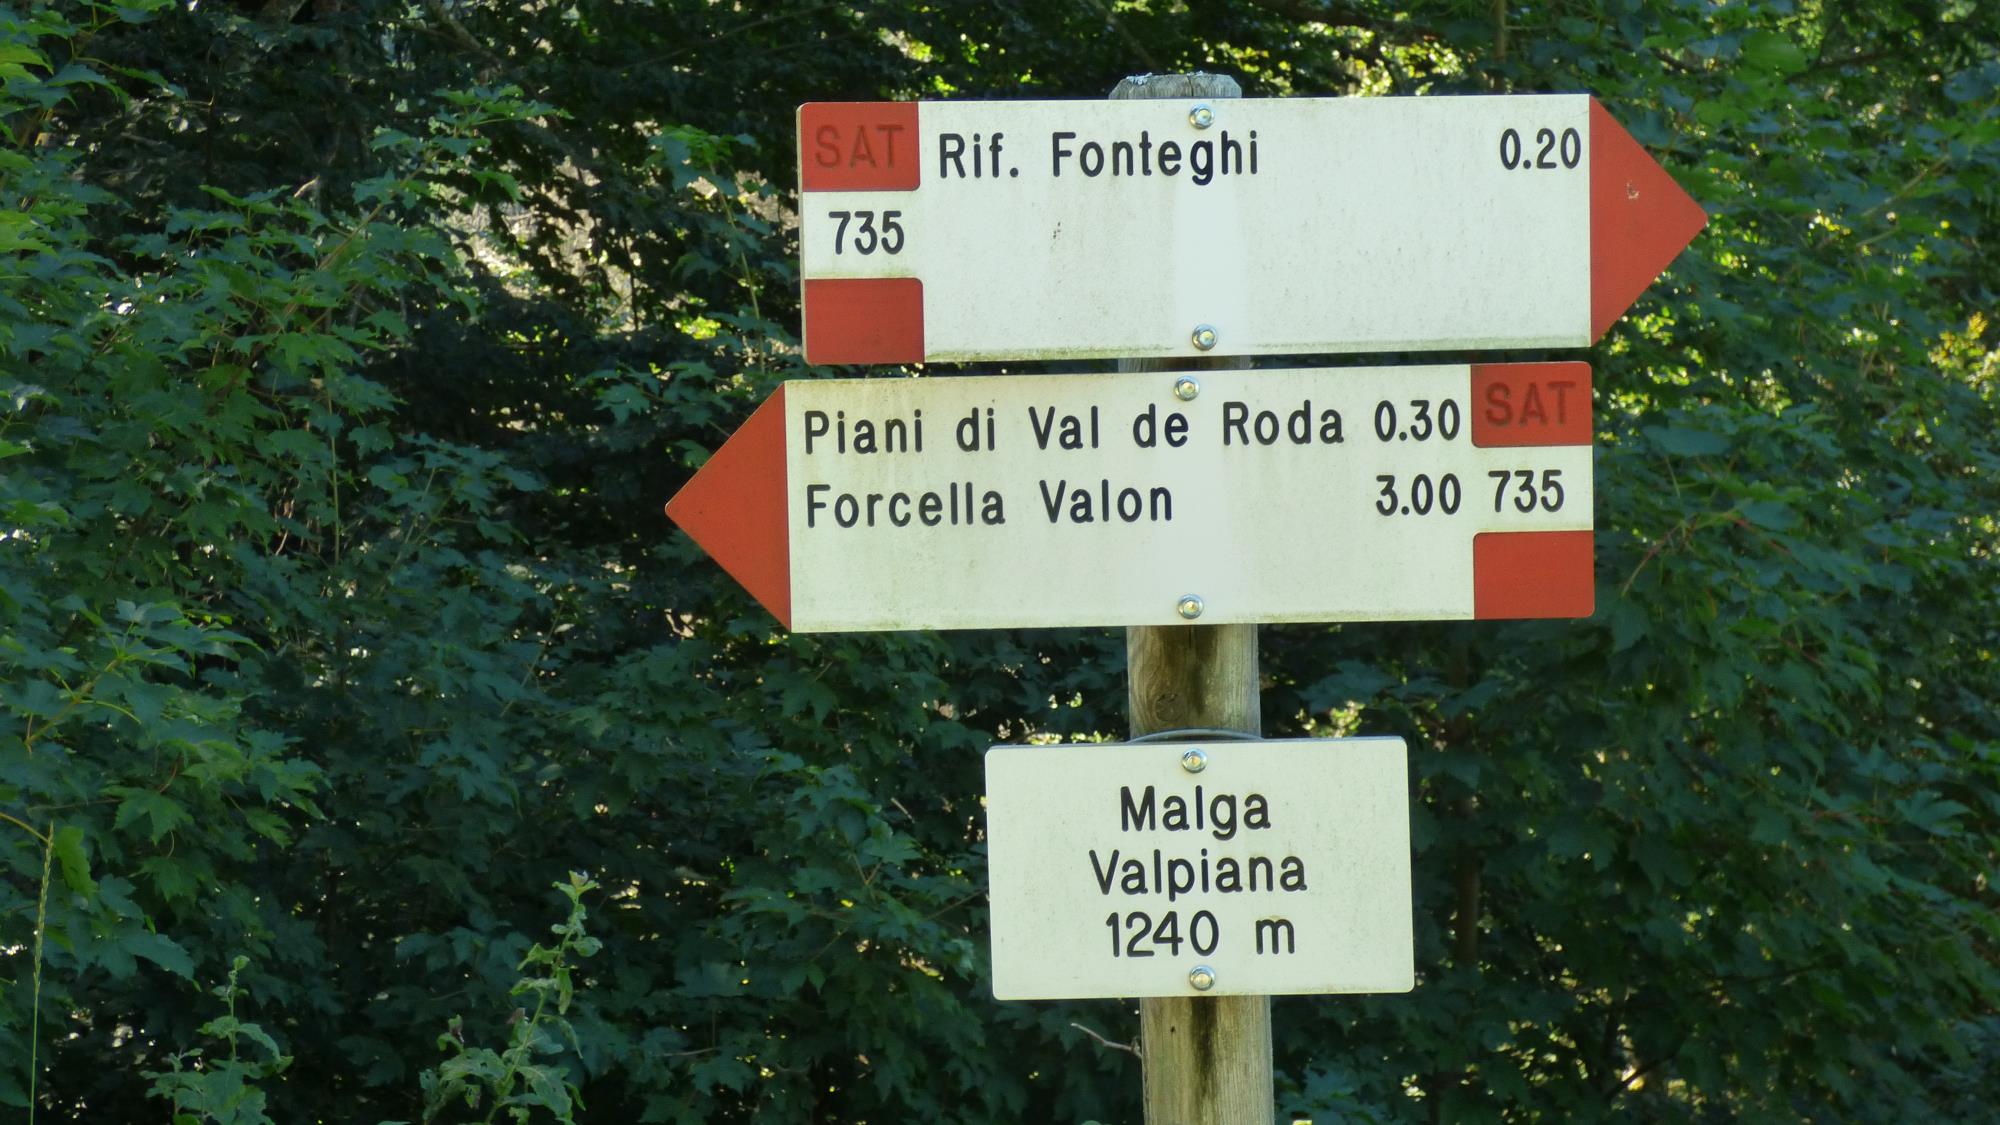 SAT Rif. Fonteghi 0.20
735
Piani di Val de Roda 0.30 SAT
Forcella Valon 3.00 735
Malga
Valpiana
1240 m